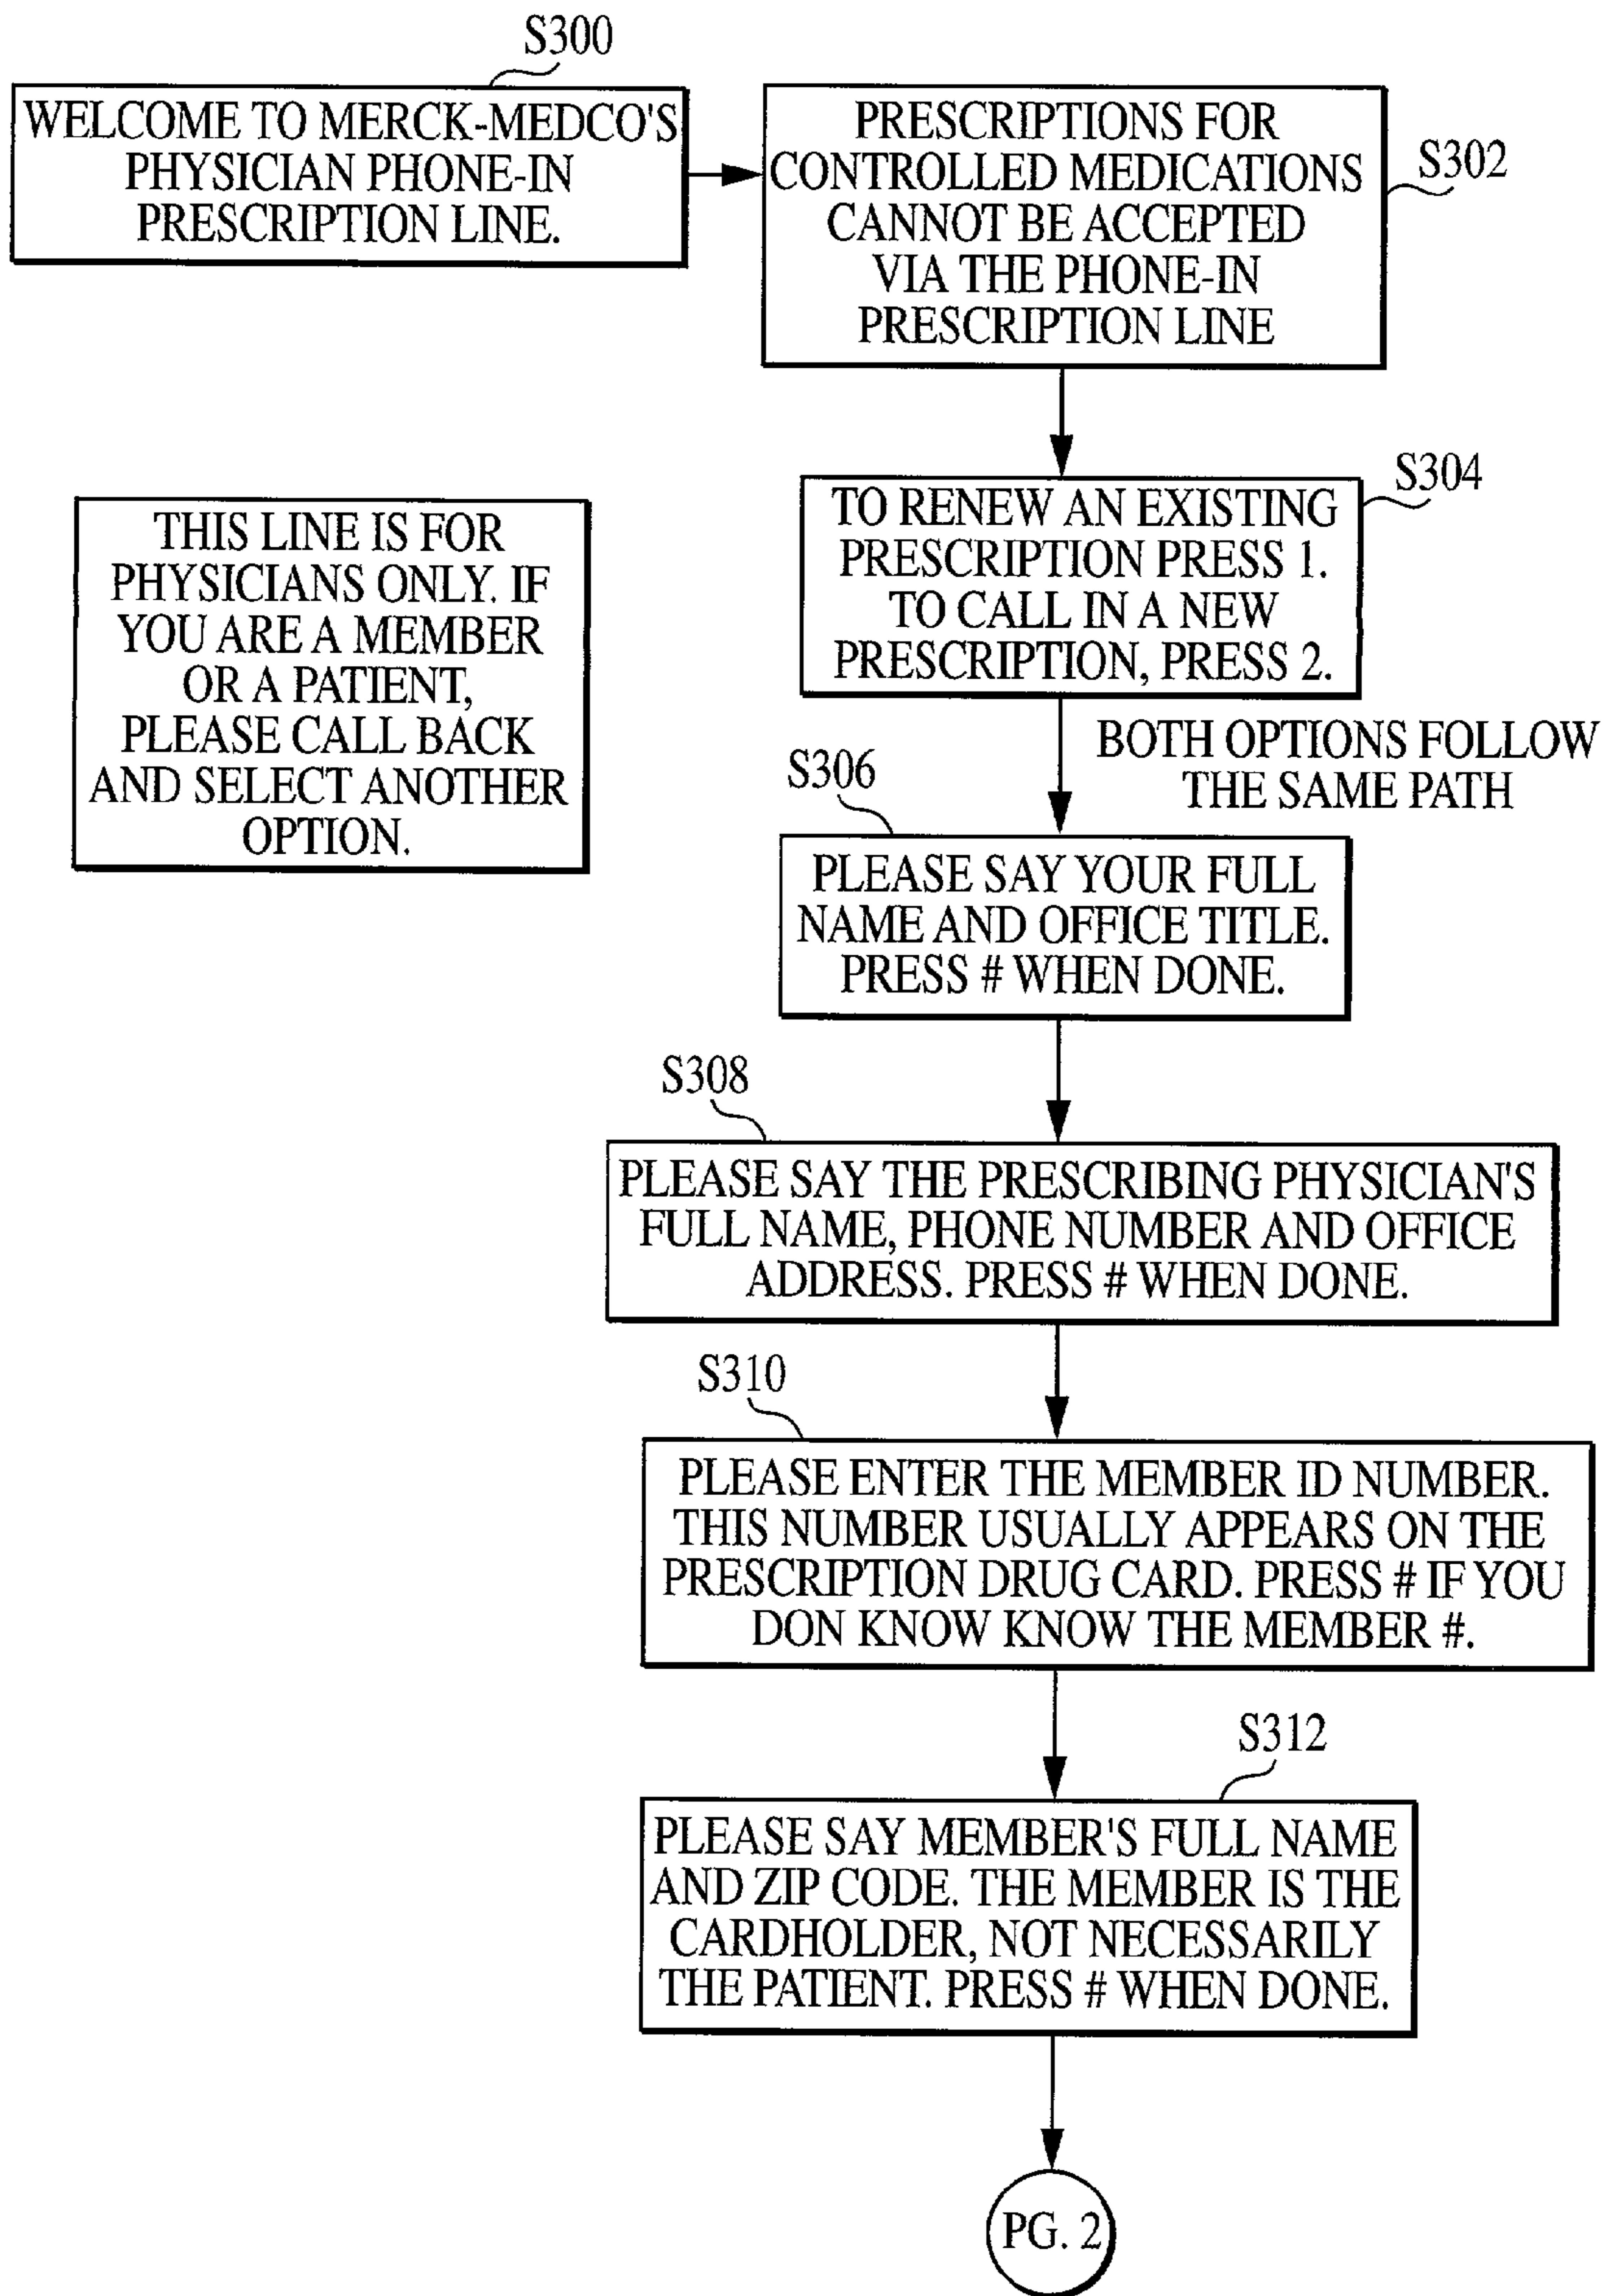 S300
WELCOME TO MERCK-MEDCO'S
PHYSICIAN PHONE-IN
PRESCRIPTION LINE.
PRESCRIPTIONS FOR
CONTROLLED MEDICATIONS
CANNOT BE ACCEPTED
VIA THE PHONE-IN
PRESCRIPTION LINE
S302
THIS LINE IS FOR
PHYSICIANS ONLY. IF
YOU ARE A MEMBER
OR A PATIENT,
PLEASE CALL BACK
AND SELECT ANOTHER
OPTION.
S304
TO RENEW AN EXISTING
PRESCRIPTION PRESS 1.
TO CALL IN A NEW
PRESCRIPTION, PRESS 2.
BOTH OPTIONS FOLLOW
THE SAME PATH
S306
PLEASE SAY YOUR FULL
NAME AND OFFICE TITLE.
PRESS # WHEN DONE.
S308
PLEASE SAY THE PRESCRIBING PHYSICIAN'S
FULL NAME, PHONE NUMBER AND OFFICE
ADDRESS. PRESS # WHEN DONE.
S310
PLEASE ENTER THE MEMBER ID NUMBER.
THIS NUMBER USUALLY APPEARS ON THE
PRESCRIPTION DRUG CARD. PRESS # IF YOU
DON KNOW KNOW THE MEMBER #.
S312
PLEASE SAY MEMBER'S FULL NAME
AND ZIP CODE. THE MEMBER IS THE
CARDHOLDER, NOT NECESSARILY
THE PATIENT. PRESS # WHEN DONE.
PG. 2